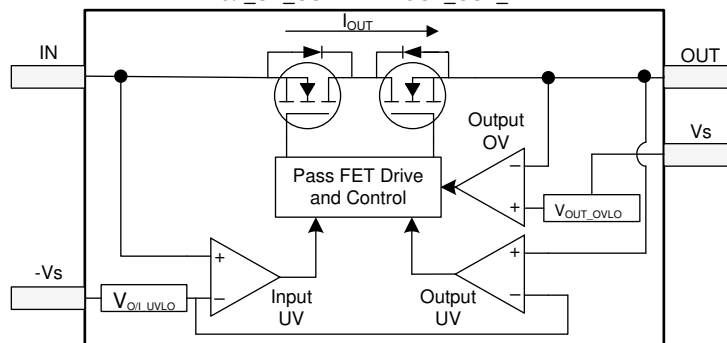 I_OUT
IN
OUT
Output
OV
Vs
Pass FET Drive
and Control
−
+
V_OUT_OVLO
+
−
-Vs
V_O/I_UVLO
Input
UV
Output
UV
+
−